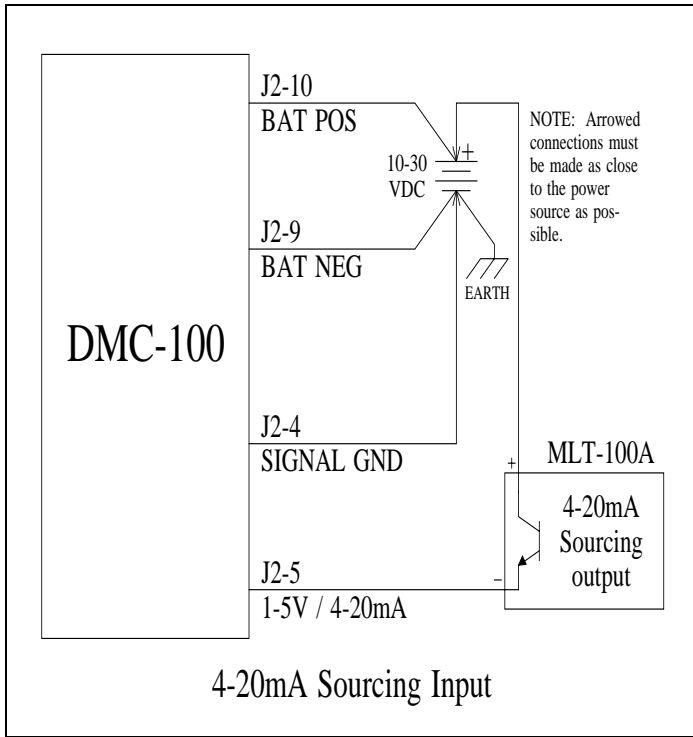 J2-10
BAT POS
NOTE: Arrowed
connections must
be made as close
to the power
source as pos-
sible.
+
10-30
VDC
J2-9
BAT NEG
EARTH
DMC-100
J2-4
SIGNAL GND
+
MLT-100A
4-20mA
Sourcing
output
J2-5
–
1-5V / 4-20mA
4-20mA Sourcing Input